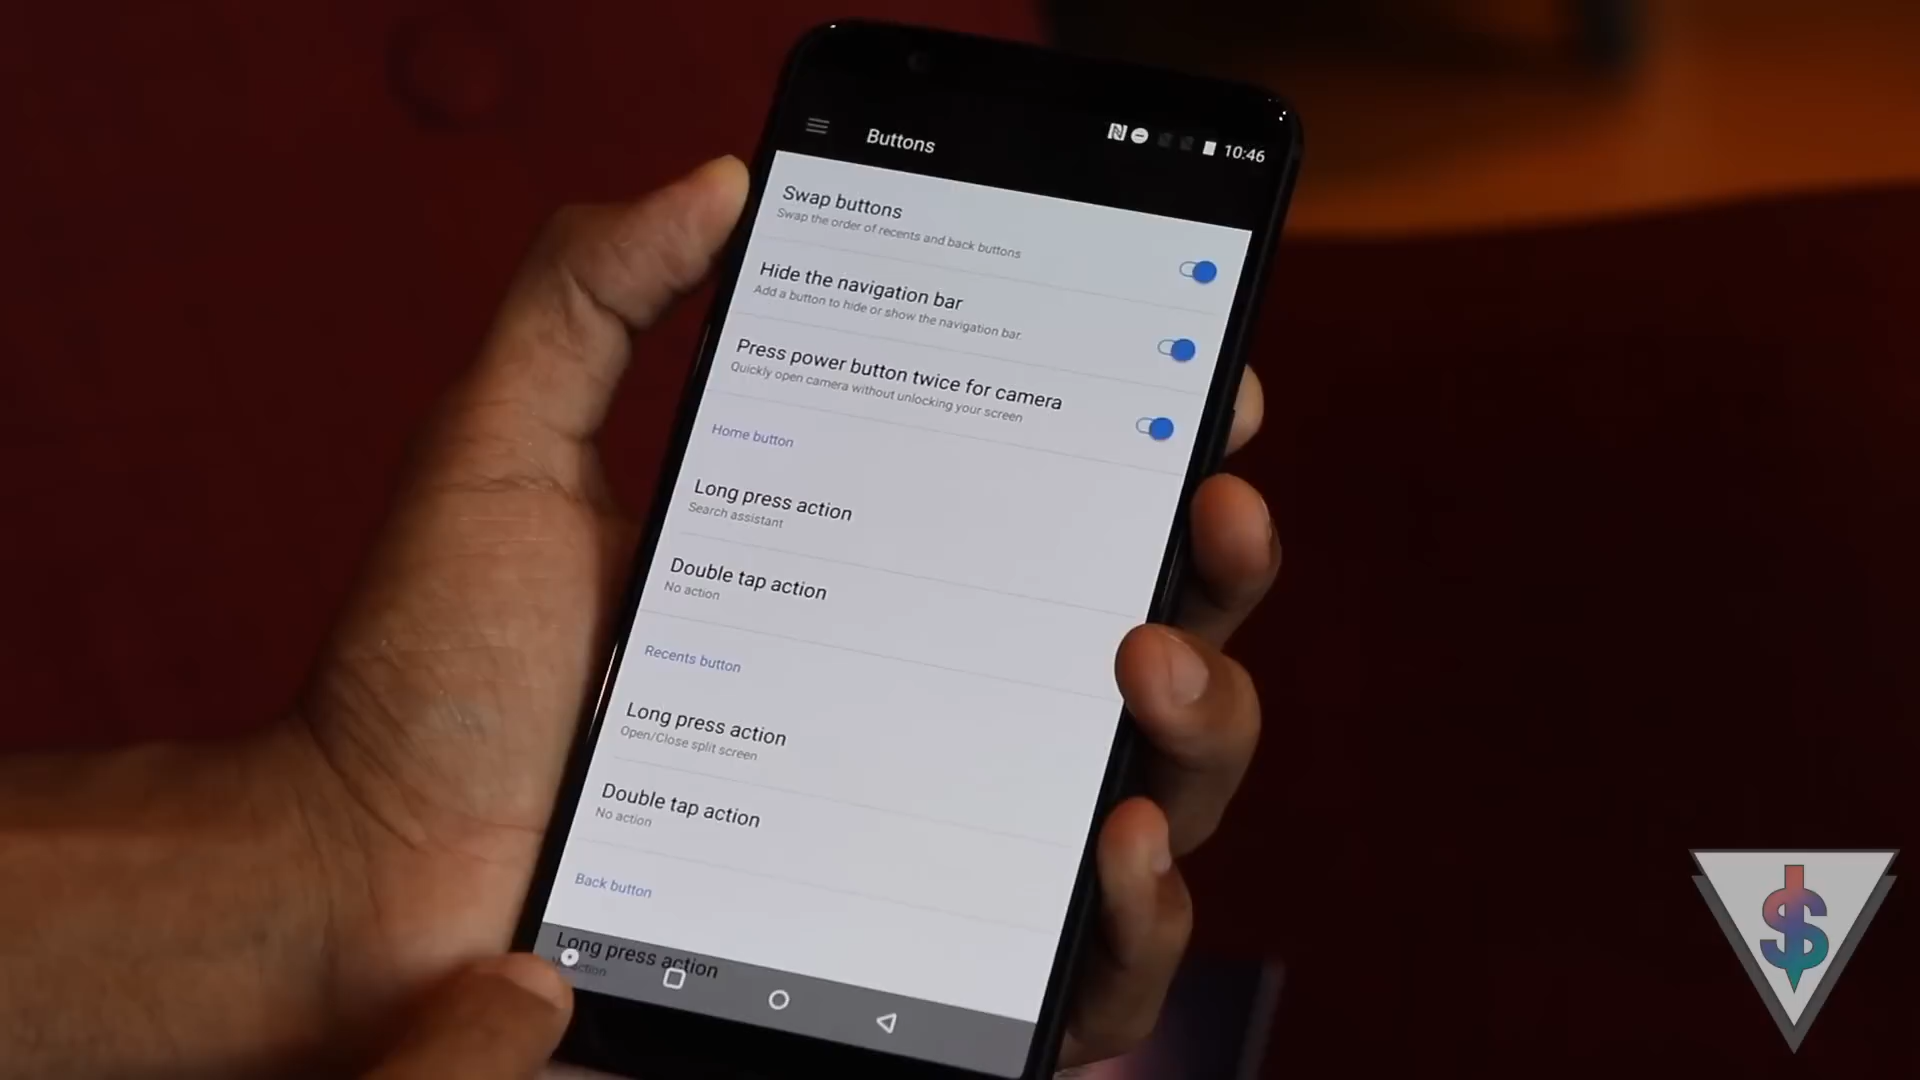 Buttons
10:46
Swap buttons
Swap the order of recents and back buttons
Hide the navigation bar
Add a button to hide or show the navigation bar.
Press power button twice for camera
Quickly open camera without unlocking your screen
Home button
Long press action
Search assistant
Double tap action
No action
Recents button
Long press action
Open/Close split screen
Double tap action
No action
Back button
Long press action
action
$